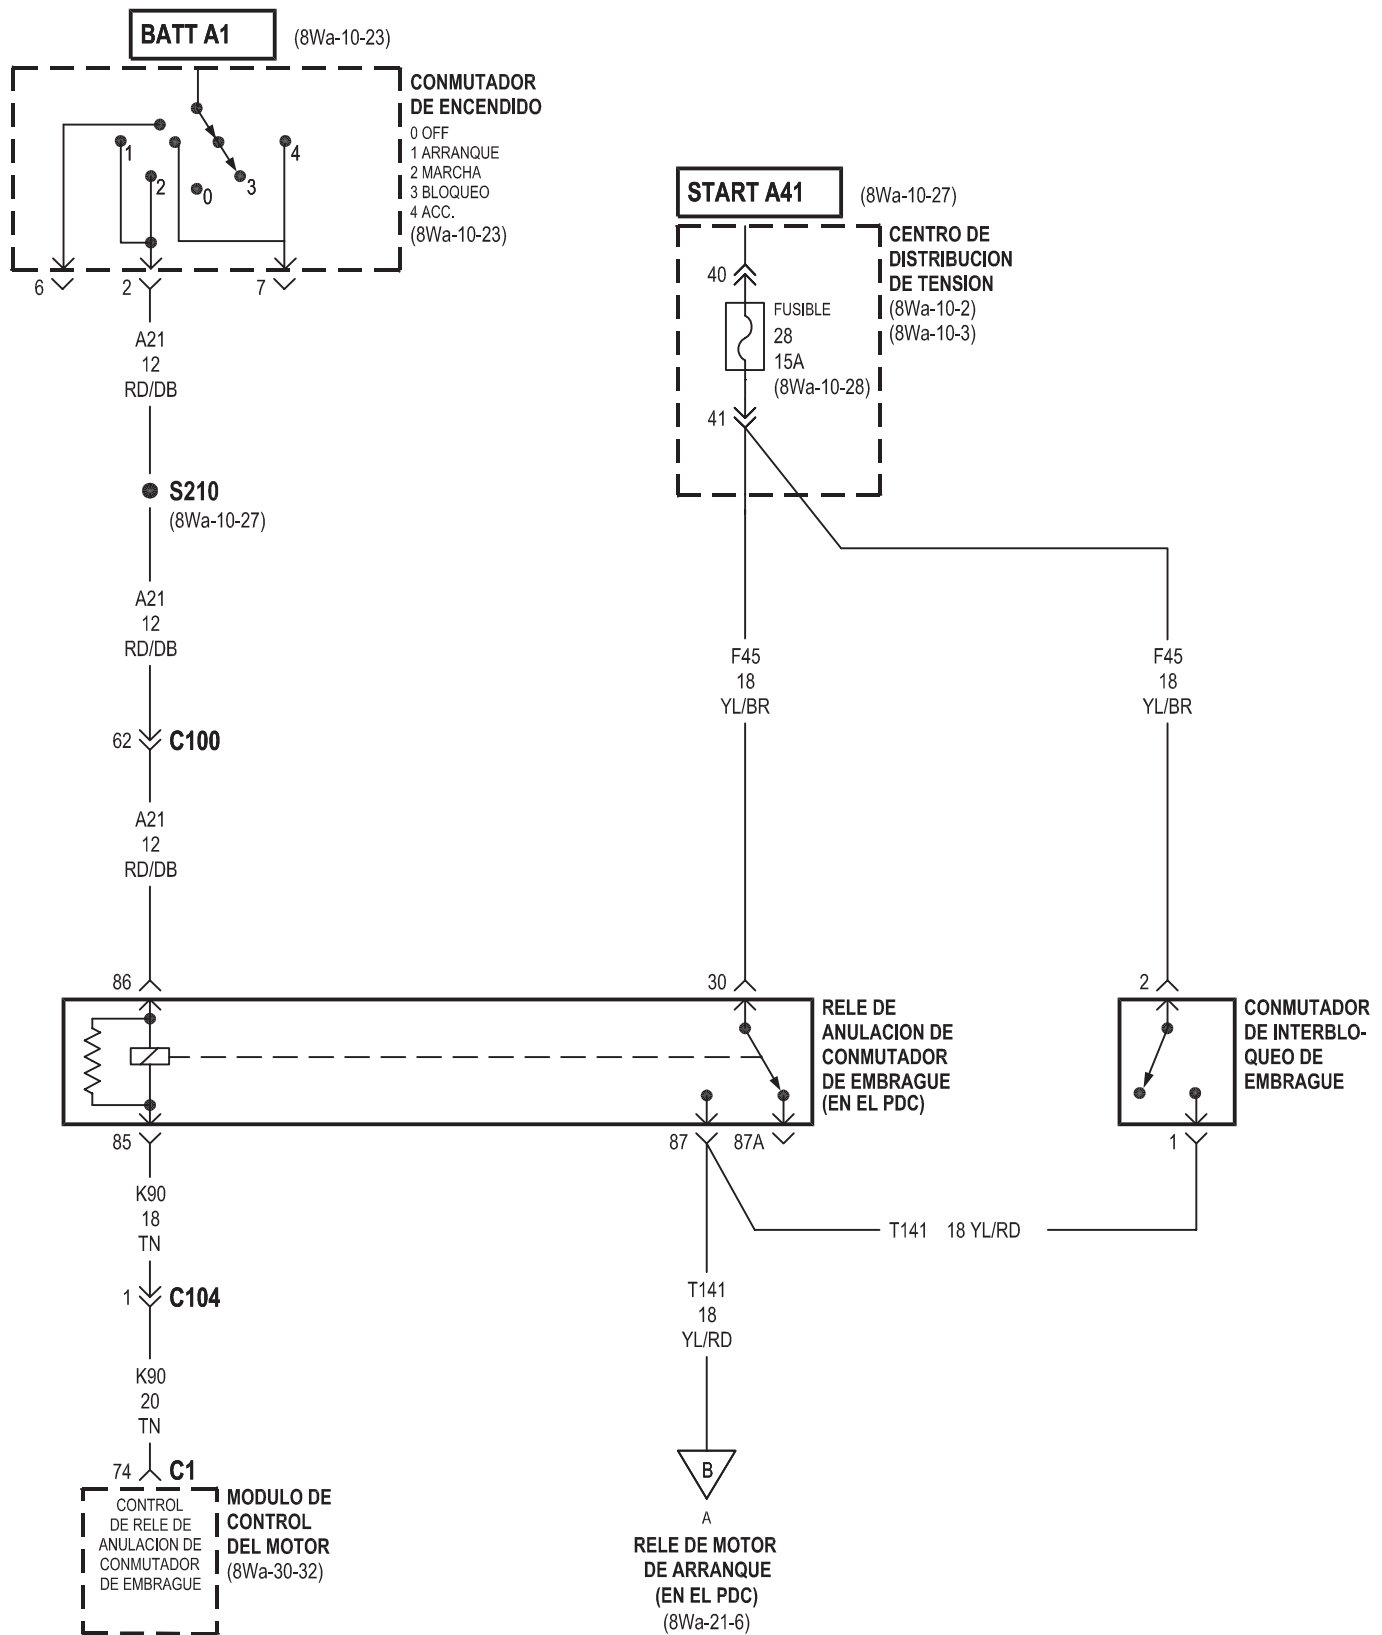 BATT A1
(8Wa-10-23)
CONMUTADOR
DE ENCENDIDO
0 OFF
1 ARRANQUE
2 MARCHA
3 BLOQUEO
4 ACC.
(8Wa-10-23)
1
2
0
3
4
6
2
7
START A41
(8Wa-10-27)
CENTRO DE
DISTRIBUCION
DE TENSION
(8Wa-10-2)
(8Wa-10-3)
40
FUSIBLE
28
15A
(8Wa-10-28)
41
A21
12
RD/DB
S210
(8Wa-10-27)
A21
12
RD/DB
F45
18
YL/BR
F45
18
YL/BR
62
C100
A21
12
RD/DB
86
30
2
RELE DE
ANULACION DE
CONMUTADOR
DE EMBRAGUE
(EN EL PDC)
CONMUTADOR
DE INTERBLO-
QUEO DE
EMBRAGUE
85
87
87A
1
K90
18
TN
T141 18 YL/RD
1
C104
T141
18
YL/RD
K90
20
TN
74
C1
CONTROL
DE RELE DE
ANULACION DE
CONMUTADOR
DE EMBRAGUE
MODULO DE
CONTROL
DEL MOTOR
(8Wa-30-32)
B
A
RELE DE MOTOR
DE ARRANQUE
(EN EL PDC)
(8Wa-21-6)